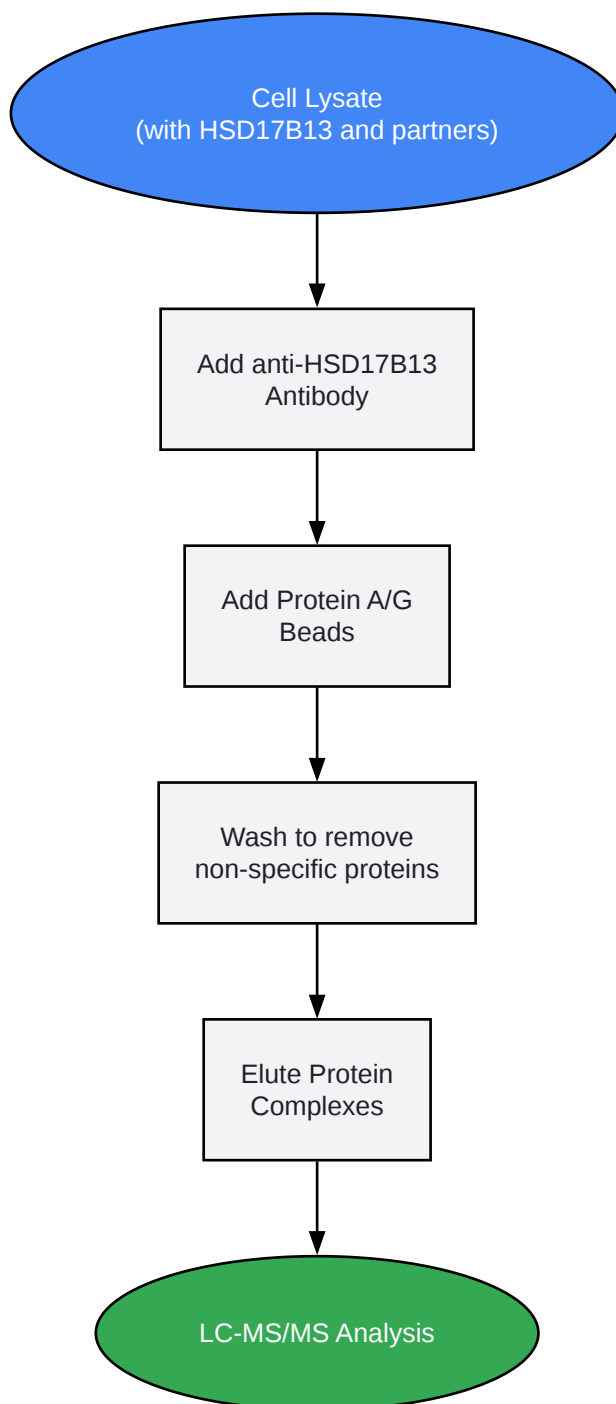 Cell Lysate
(with HSD17B13 and partners)
Add anti-HSD17B13
Antibody
Add Protein A/G
Beads
Wash to remove
non-specific proteins
Elute Protein
Complexes
LC-MS/MS Analysis